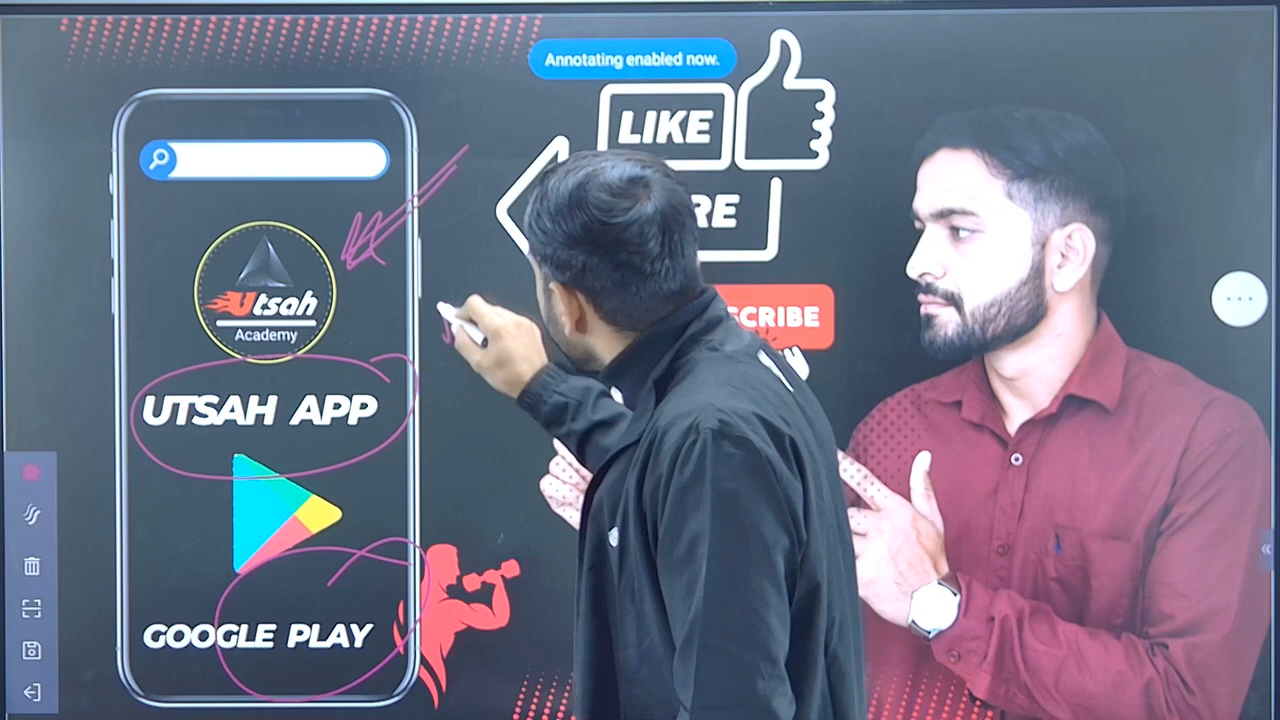 Annotating enabled now.
LIKE
RE
SCRIBE
Utsah
Academy
UTSAH APP
GOOGLE PLAY